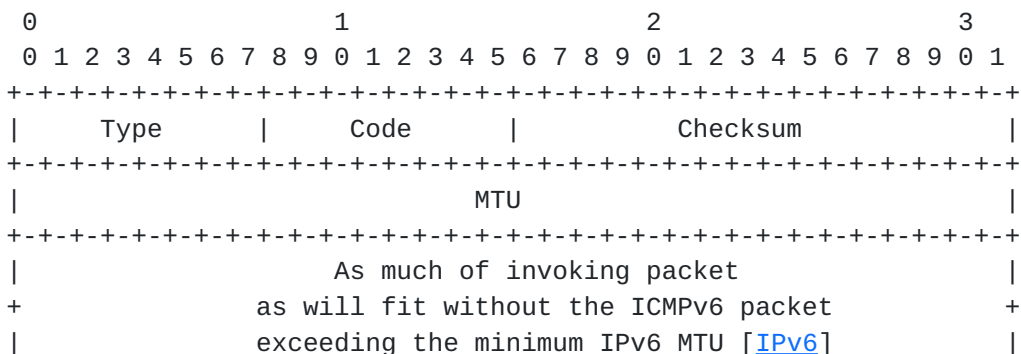 0                   1                   2                   3
 0 1 2 3 4 5 6 7 8 9 0 1 2 3 4 5 6 7 8 9 0 1 2 3 4 5 6 7 8 9 0 1
+-+-+-+-+-+-+-+-+-+-+-+-+-+-+-+-+-+-+-+-+-+-+-+-+-+-+-+-+-+-+-+-+
|     Type      |     Code      |          Checksum             |
+-+-+-+-+-+-+-+-+-+-+-+-+-+-+-+-+-+-+-+-+-+-+-+-+-+-+-+-+-+-+-+-+
|                             MTU                               |
+-+-+-+-+-+-+-+-+-+-+-+-+-+-+-+-+-+-+-+-+-+-+-+-+-+-+-+-+-+-+-+-+
|                    As much of invoking packet                 |
+               as will fit without the ICMPv6 packet           +
|               exceeding the minimum IPv6 MTU [IPv6]           |